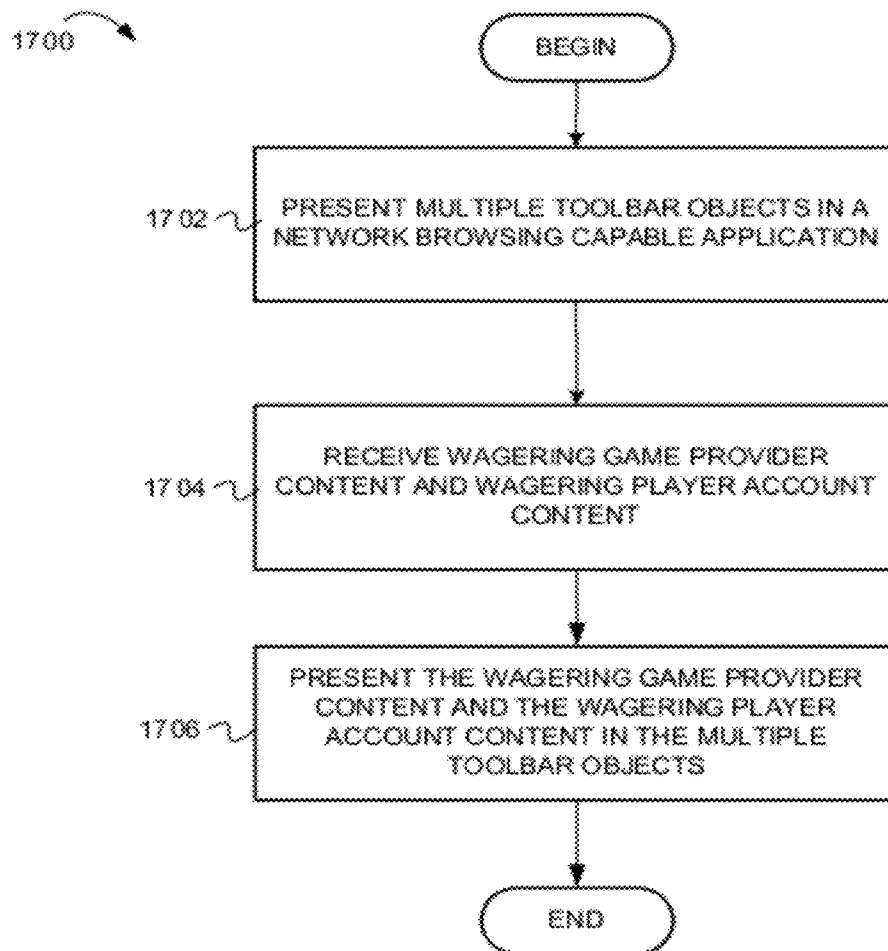 1700
BEGIN
1702
PRESENT MULTIPLE TOOLBAR OBJECTS IN A
NETWORK BROWSING CAPABLE APPLICATION
1704
RECEIVE WAGERING GAME PROVIDER
CONTENT AND WAGERING PLAYER ACCOUNT
CONTENT
1706
PRESENT THE WAGERING GAME PROVIDER
CONTENT AND THE WAGERING PLAYER
ACCOUNT CONTENT IN THE MULTIPLE
TOOLBAR OBJECTS
END